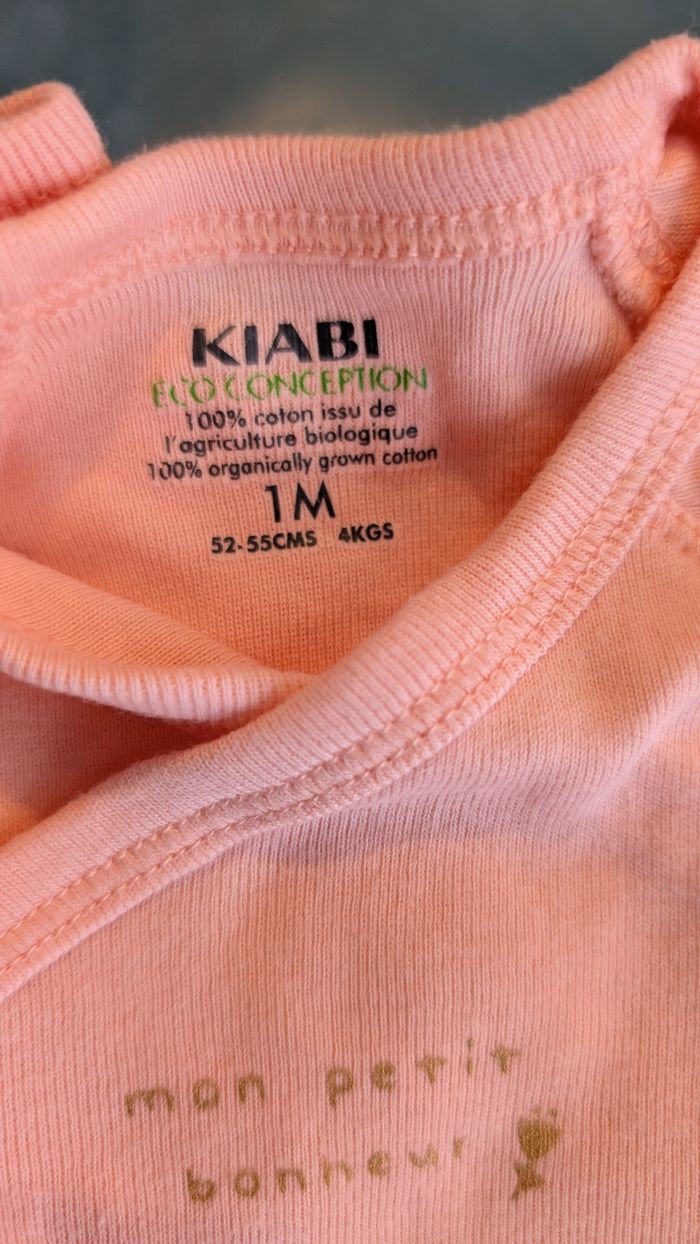 KIABI
ECO CONCEPTION
100% coton issu de
l'agriculture biologique
100% organically grown cotton
1M
52-55CMS 4KGS
mon petit
bonheur